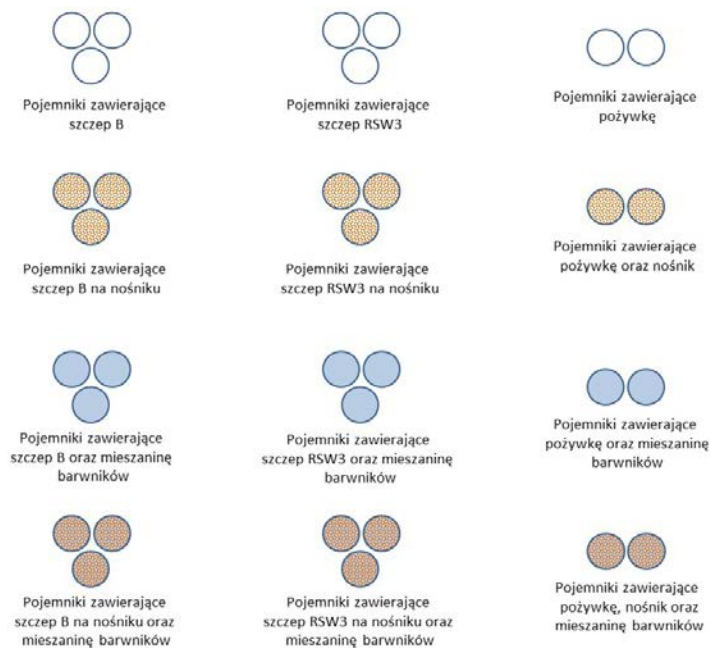 Pojemniki zawierające
szczep B
Pojemniki zawierające
szczep RSW3
Pojemniki zawierające
pożywkę
Pojemniki zawierające
szczep B na nośniku
Pojemniki zawierające
szczep RSW3 na nośniku
Pojemniki zawierające
pożywkę oraz nośnik
Pojemniki zawierające
szczep B oraz mieszaninę
barwników
Pojemniki zawierające
szczep RSW3 oraz mieszaninę
barwników
Pojemniki zawierające
pożywkę oraz mieszaninę
barwników
Pojemniki zawierające
szczep B na nośniku oraz
mieszaninę barwników
Pojemniki zawierające
szczep RSW3 na nośniku oraz
mieszaninę barwników
Pojemniki zawierające
pożywkę, nośnik oraz
mieszaninę barwników